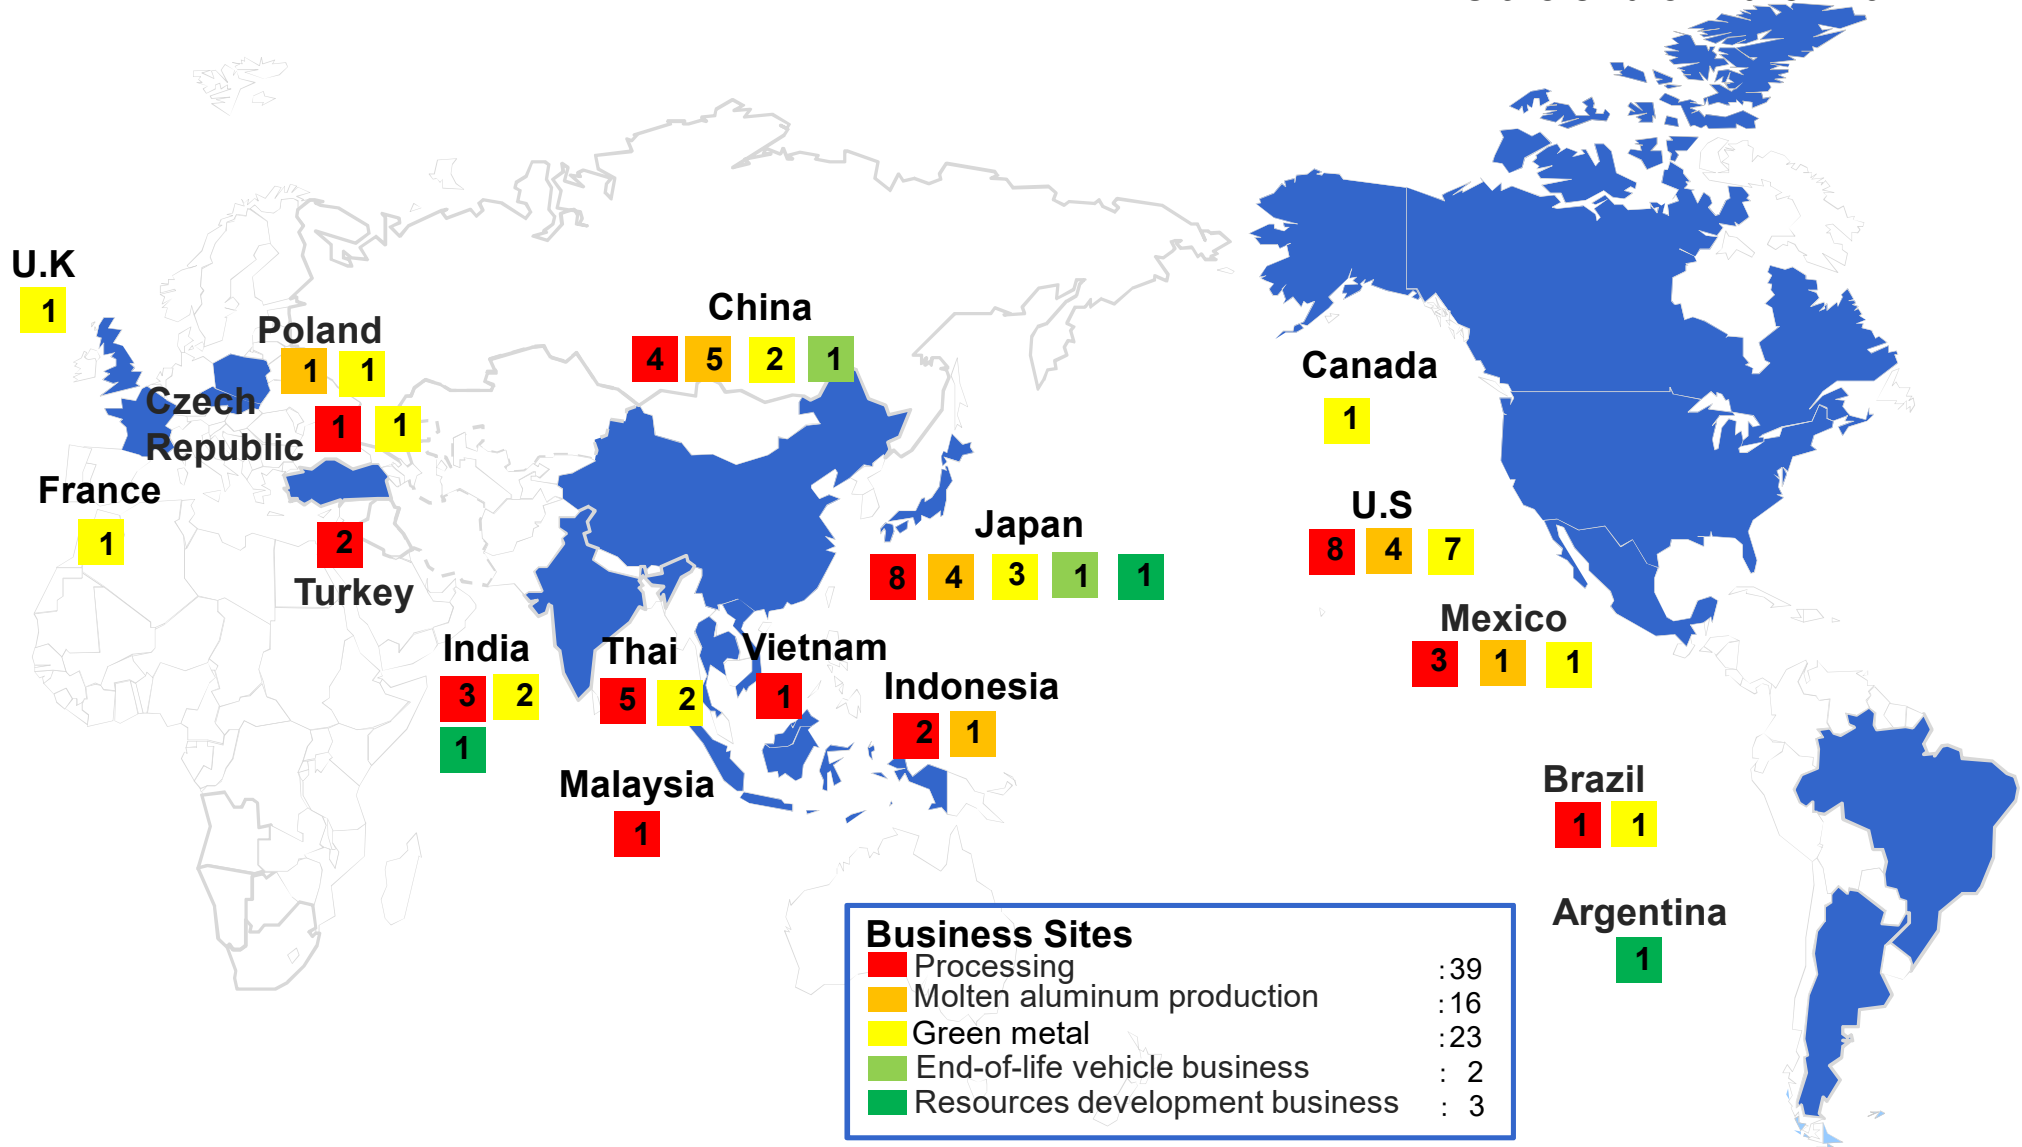 U.K
1
Poland
1 1
Czech
Republic
1 1
France
1
2
Turkey
China
4 5 2 1
Japan
8 4 3 1 1
India
3 2
1
Thai
5 2
Vietnam
1
Indonesia
2 1
Malaysia
1
Canada
1
U.S
8 4 7
Mexico
3 1 1
Brazil
1 1
Argentina
1
Business Sites
Processing :39
Molten aluminum production :16
Green metal :23
End-of-life vehicle business : 2
Resources development business : 3